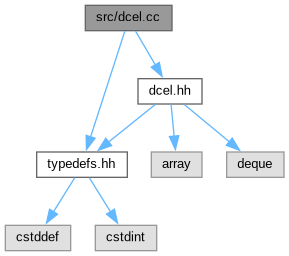 src/dcel.cc
dcel.hh
typedefs.hh
array
deque
cstddef
cstdint